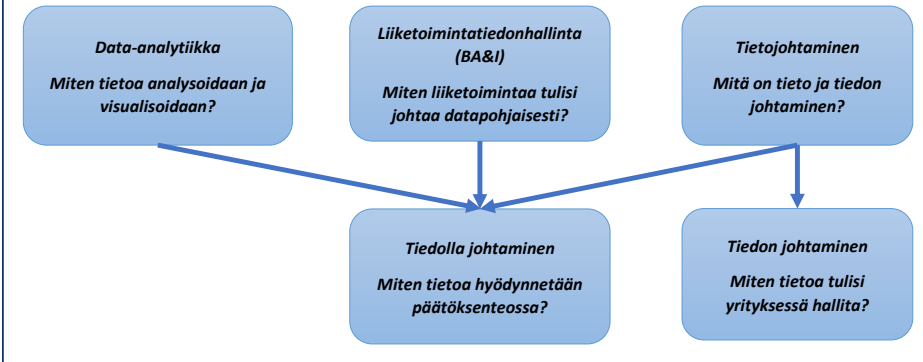 Data-analytiikka
Miten tietoa analysoidaan ja
visualisoidaan?
Liiketoimintatiedonhallinta
(BA&I)
Miten liiketoimintaa tulisi
johtaa datapohjaisesti?
Tietojohtaminen
Mitä on tieto ja tiedon
johtaminen?
Tiedolla johtaminen
Miten tietoa hyödynnetään
päätöksenteossa?
Tiedon johtaminen
Miten tietoa tulisi
yrityksessä hallita?